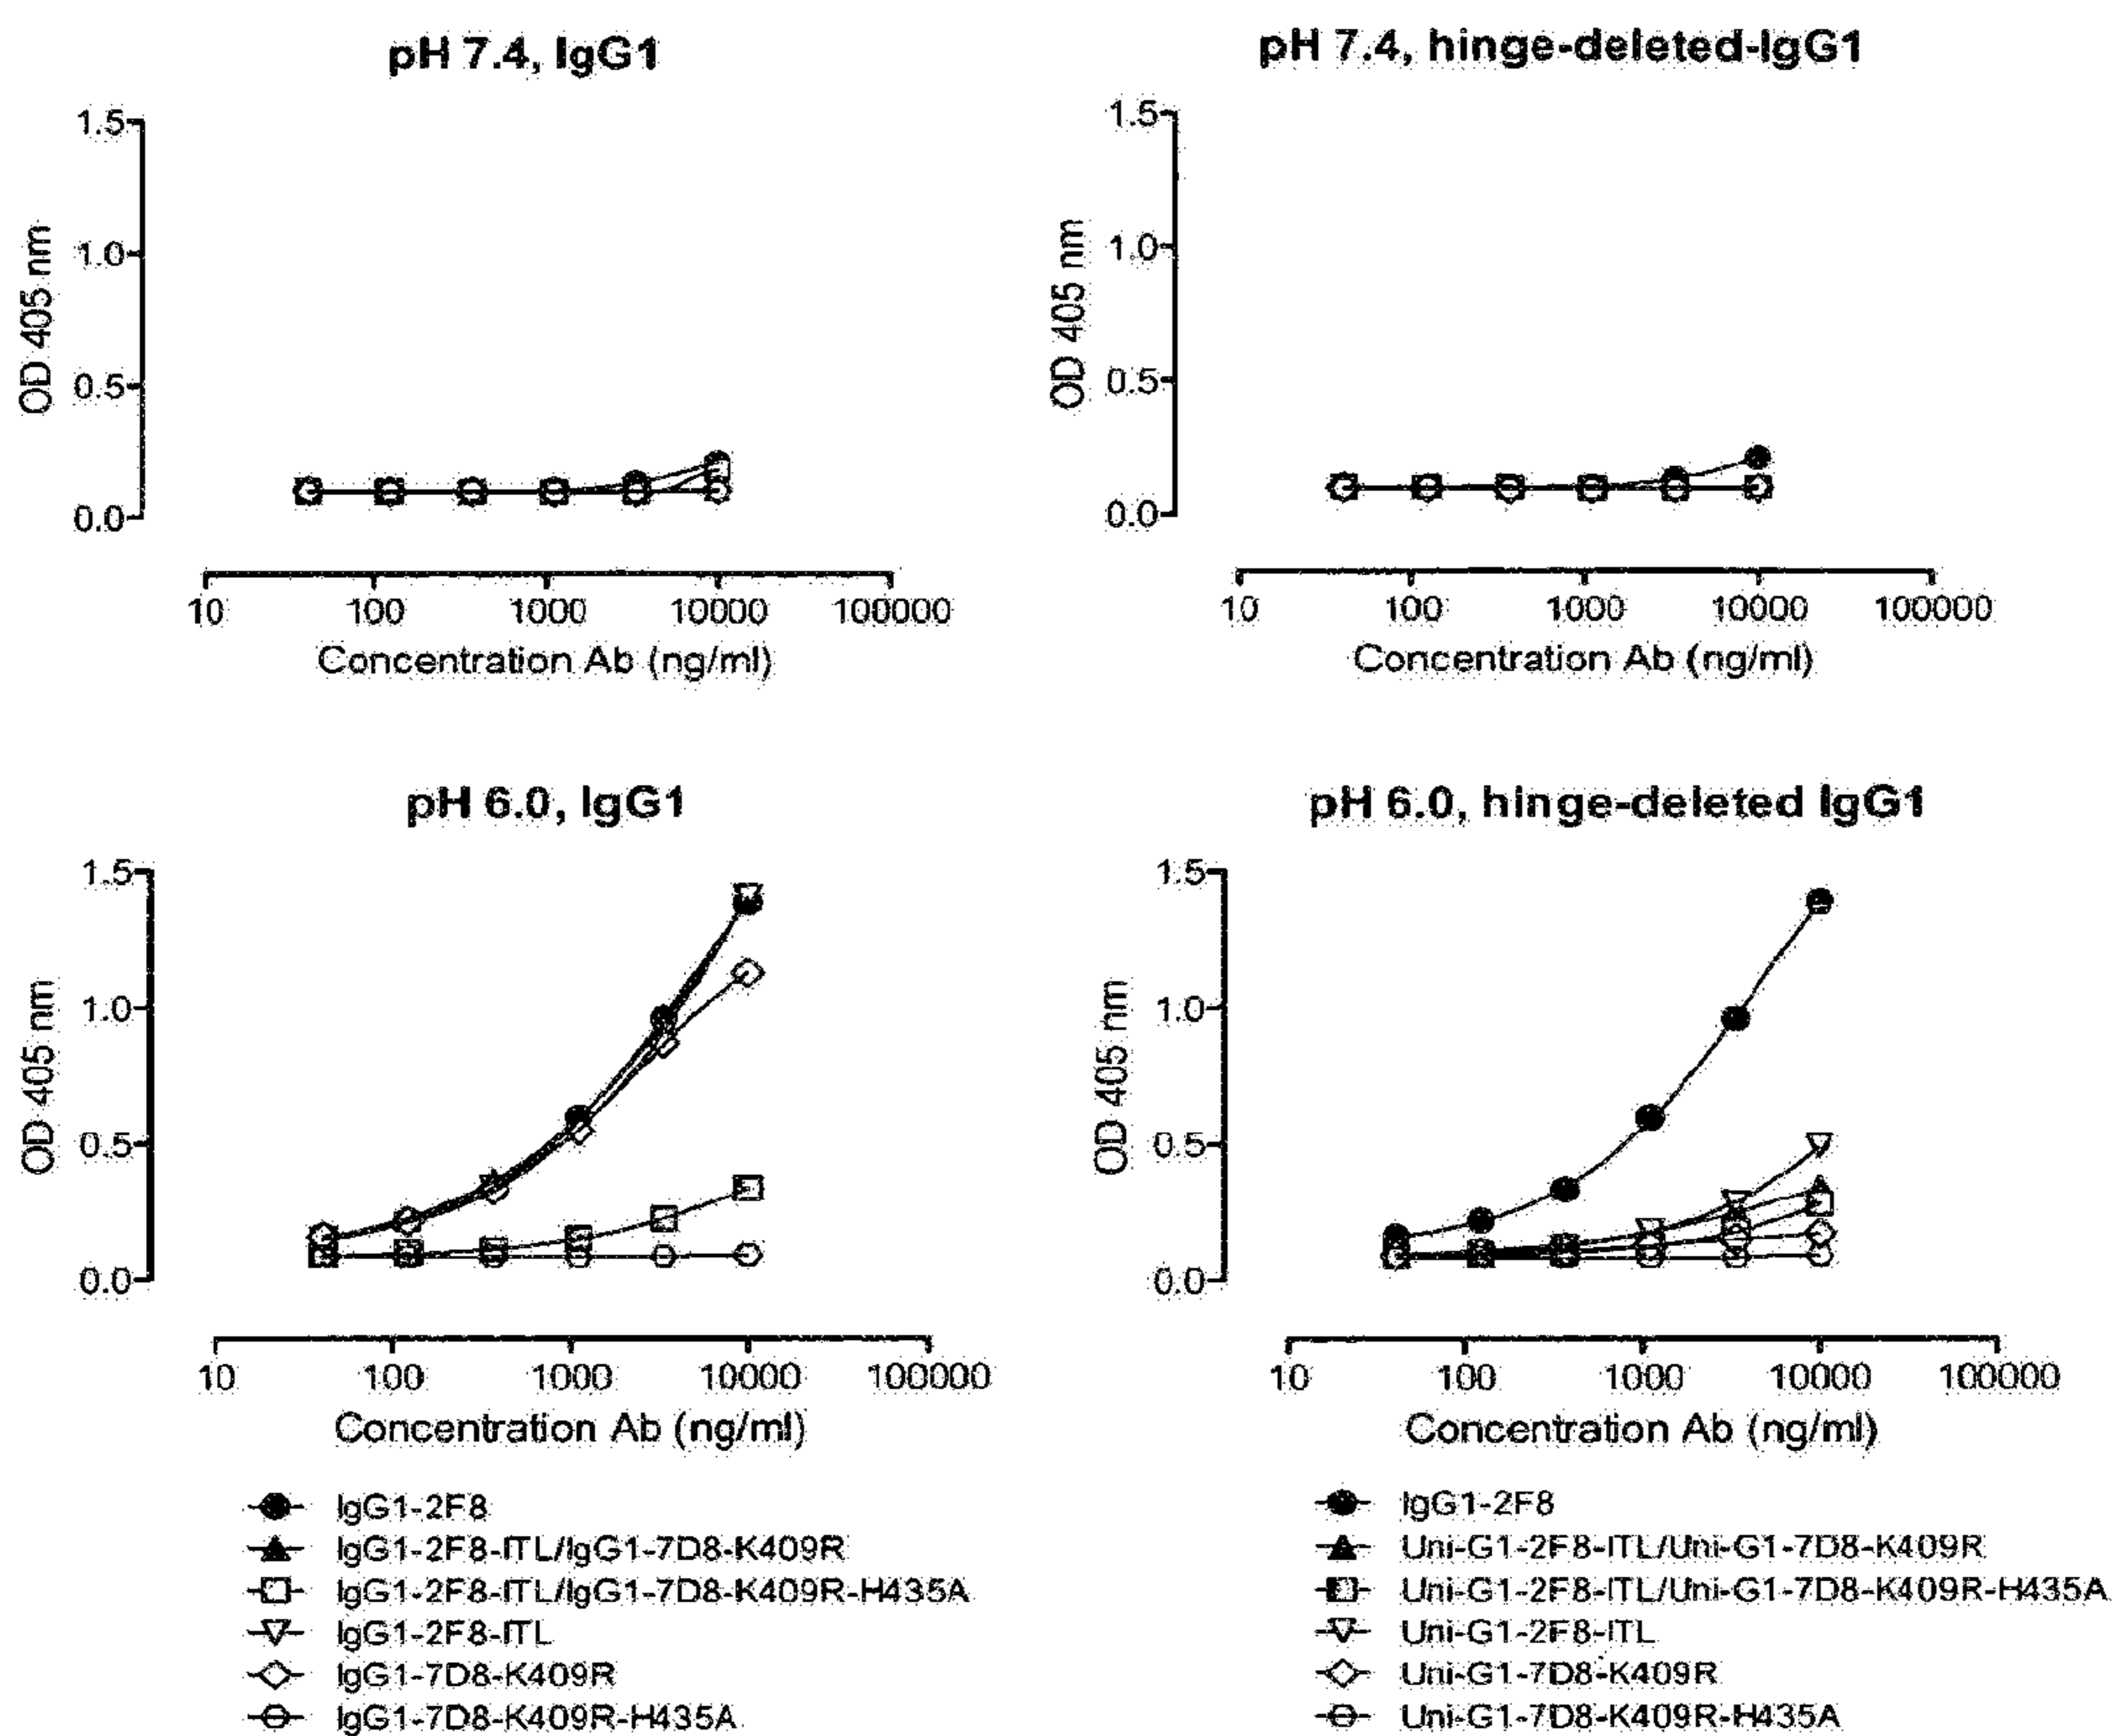 pH 7.4, IgG1
1.5
1.0
0.5
0.0
OD 405 nm
10 100 1000 10000 100000
Concentration Ab (ng/ml)
pH 7.4, hinge-deleted-IgG1
1.5
1.0
0.5
0.0
OD 405 nm
10 100 1000 10000 100000
Concentration Ab (ng/ml)
pH 6.0, IgG1
1.5
1.0
0.5
0.0
OD 405 nm
10 100 1000 10000 100000
Concentration Ab (ng/ml)
IgG1-2F8
IgG1-2F8-ITL/IgG1-7D8-K409R
IgG1-2F8-ITL/IgG1-7D8-K409R-H435A
IgG1-2F8-ITL
IgG1-7D8-K409R
IgG1-7D8-K409R-H435A
pH 6.0, hinge-deleted IgG1
1.5
1.0
0.5
0.0
OD 405 nm
10 100 1000 10000 100000
Concentration Ab (ng/ml)
IgG1-2F8
Uni-G1-2F8-ITL/Uni-G1-7D8-K409R
Uni-G1-2F8-ITL/Uni-G1-7D8-K409R-H435A
Uni-G1-2F8-ITL
Uni-G1-7D8-K409R
Uni-G1-7D8-K409R-H435A